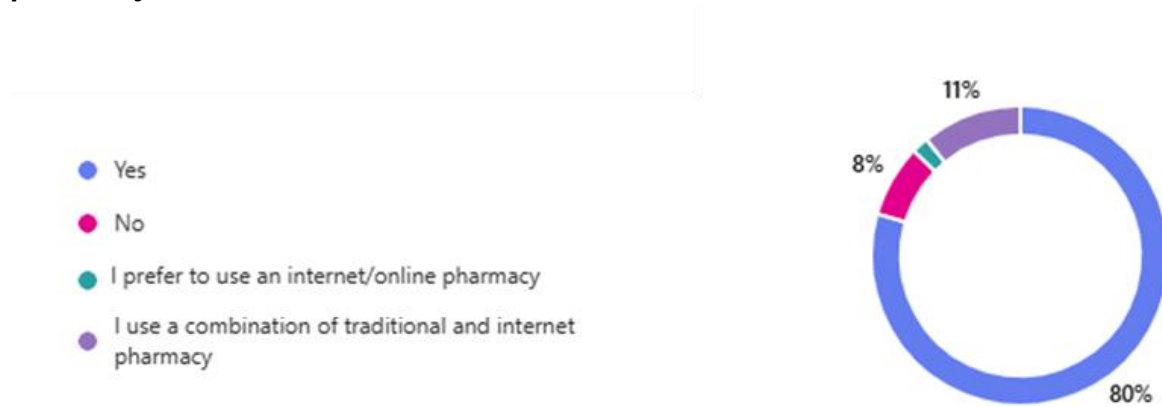 11%
8%
Yes
No
I prefer to use an internet/online pharmacy
I use a combination of traditional and internet
pharmacy
80%